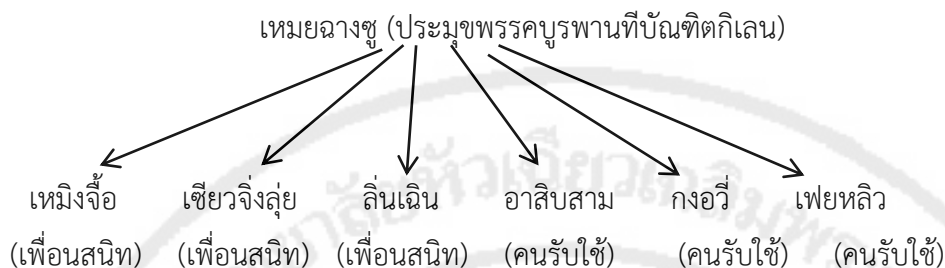 เหมยฉางซู (ประมุขพรรคบูรพานทีบัณฑิตกิเลน)
เหมิงจื้อ เซียวจิ่งลุ่ย ลิ่นเฉิน อาสิบสาม กงอวี่ เฟยหลิว
(เพื่อนสนิท) (เพื่อนสนิท) (เพื่อนสนิท) (คนรับใช้) (คนรับใช้) (คนรับใช้)